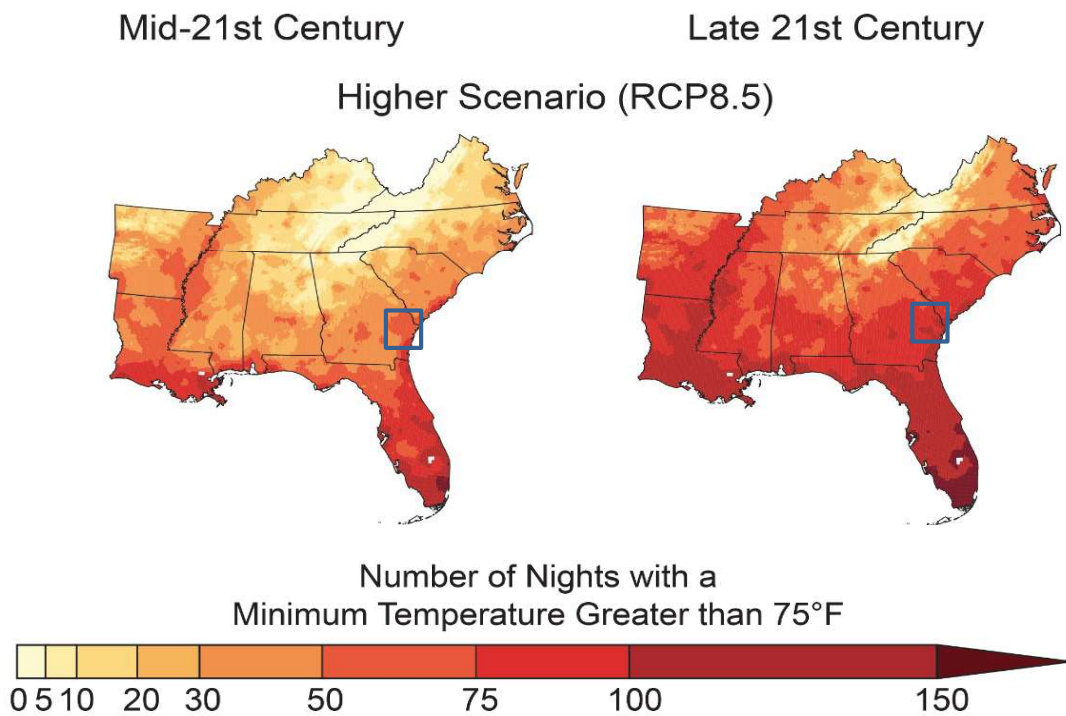 Mid-21st Century
Late 21st Century
Higher Scenario (RCP8.5)
Number of Nights with a
Minimum Temperature Greater than 75°F
0 5 10 20 30 50 75 100 150